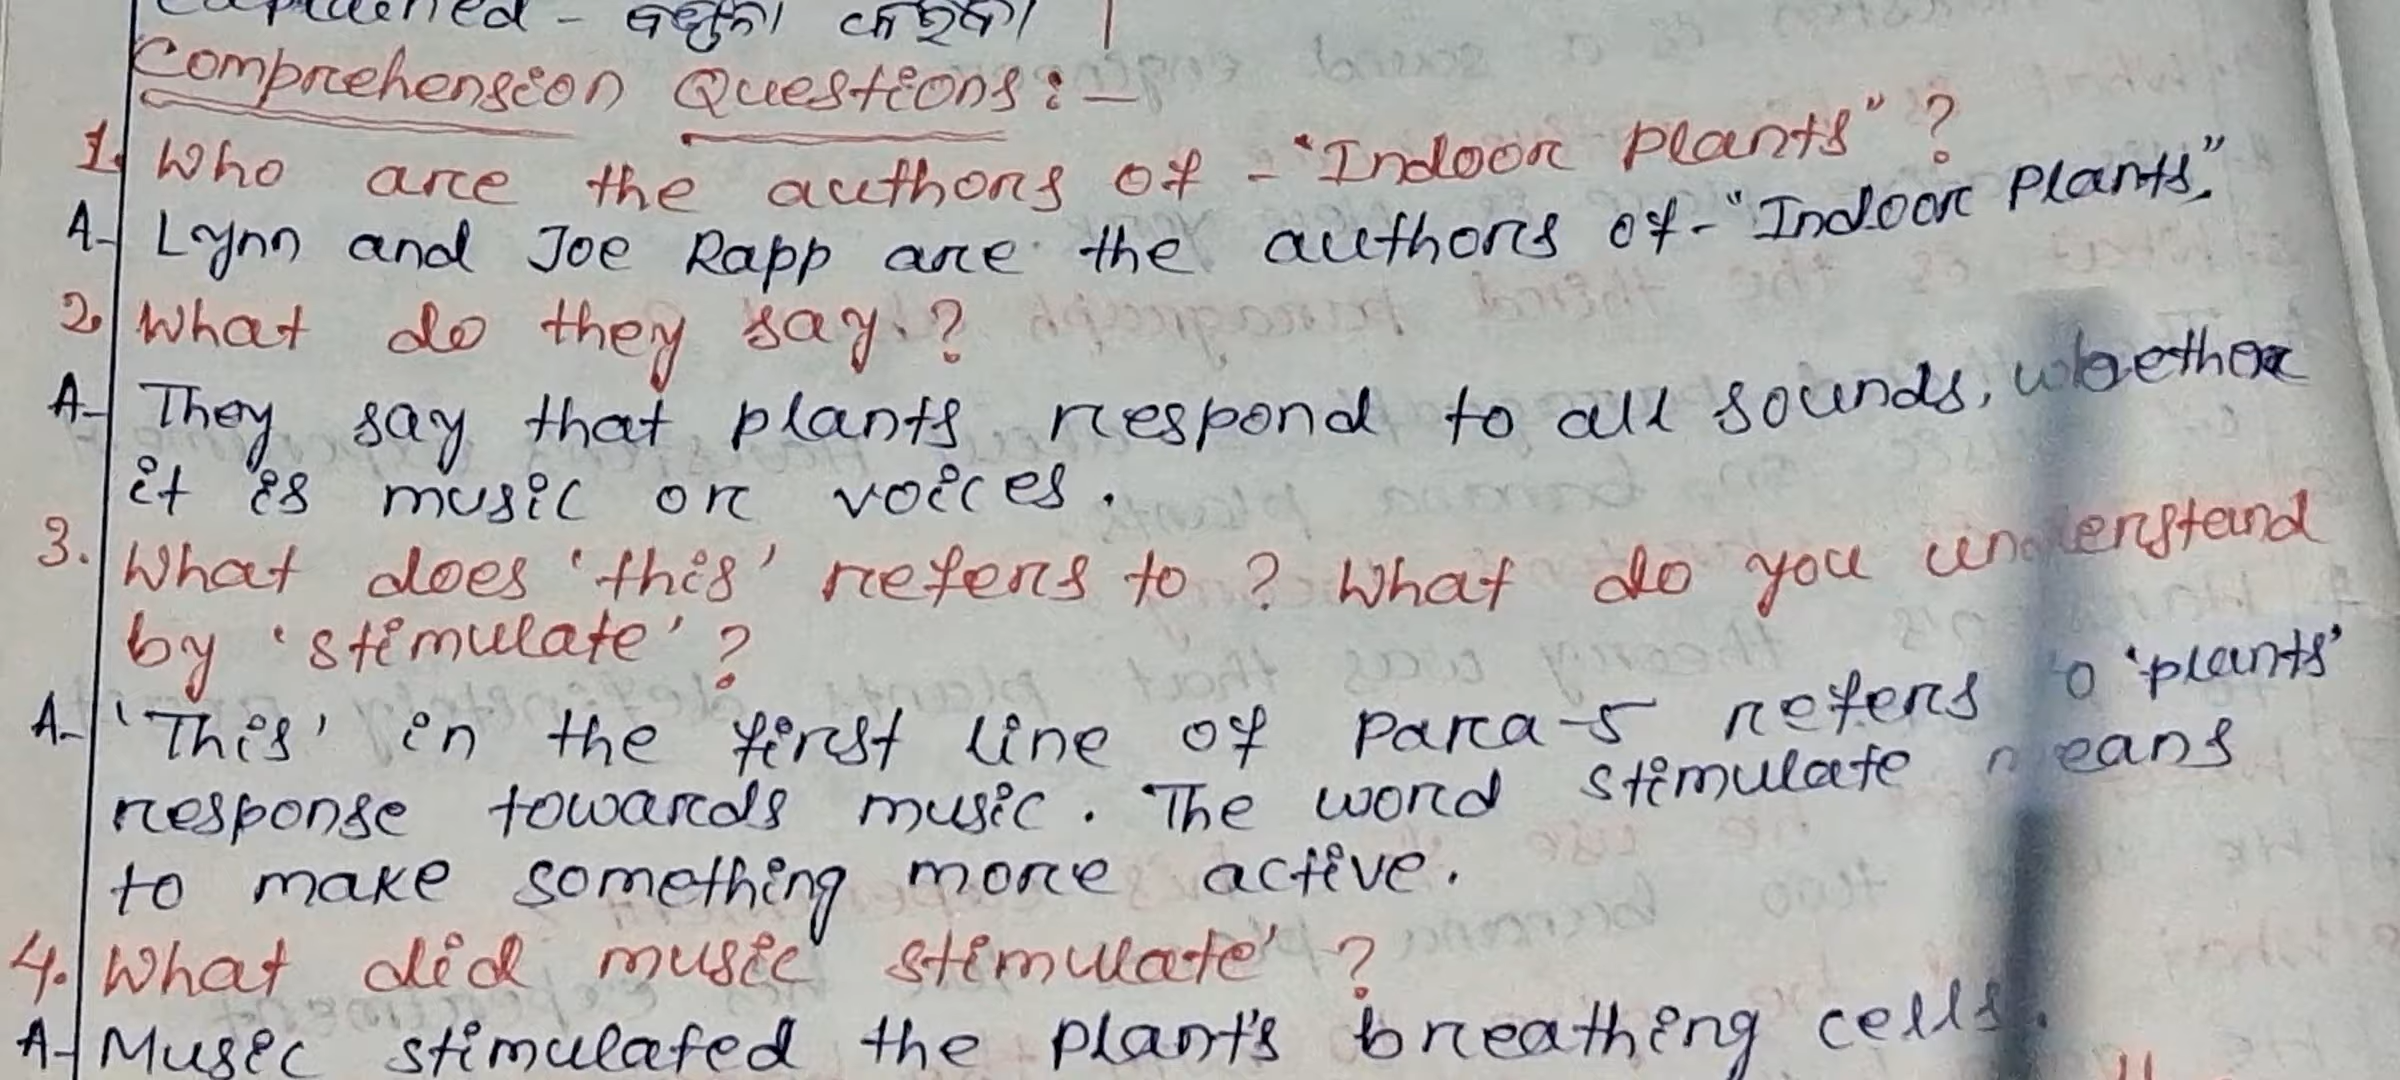 Explained - ବର୍ଣ୍ଣନା କରିବା
Comprehension Questions :-
1. Who are the authors of - "Indoor plants" ?
A- Lynn and Joe Rapp are the authors of - "Indoor Plants."
2. What do they say. ?
A- They say that plants respond to all sounds, whether
it is music or voices.
3. What does 'this' refers to ? What do you understand
by 'stimulate' ?
A- 'This' in the first line of Para-5 refers to 'plants'
response towards music. The word stimulate means
to make something more active.
4. What did music stimulate' ?
A- Music stimulated the plant's breathing cells.